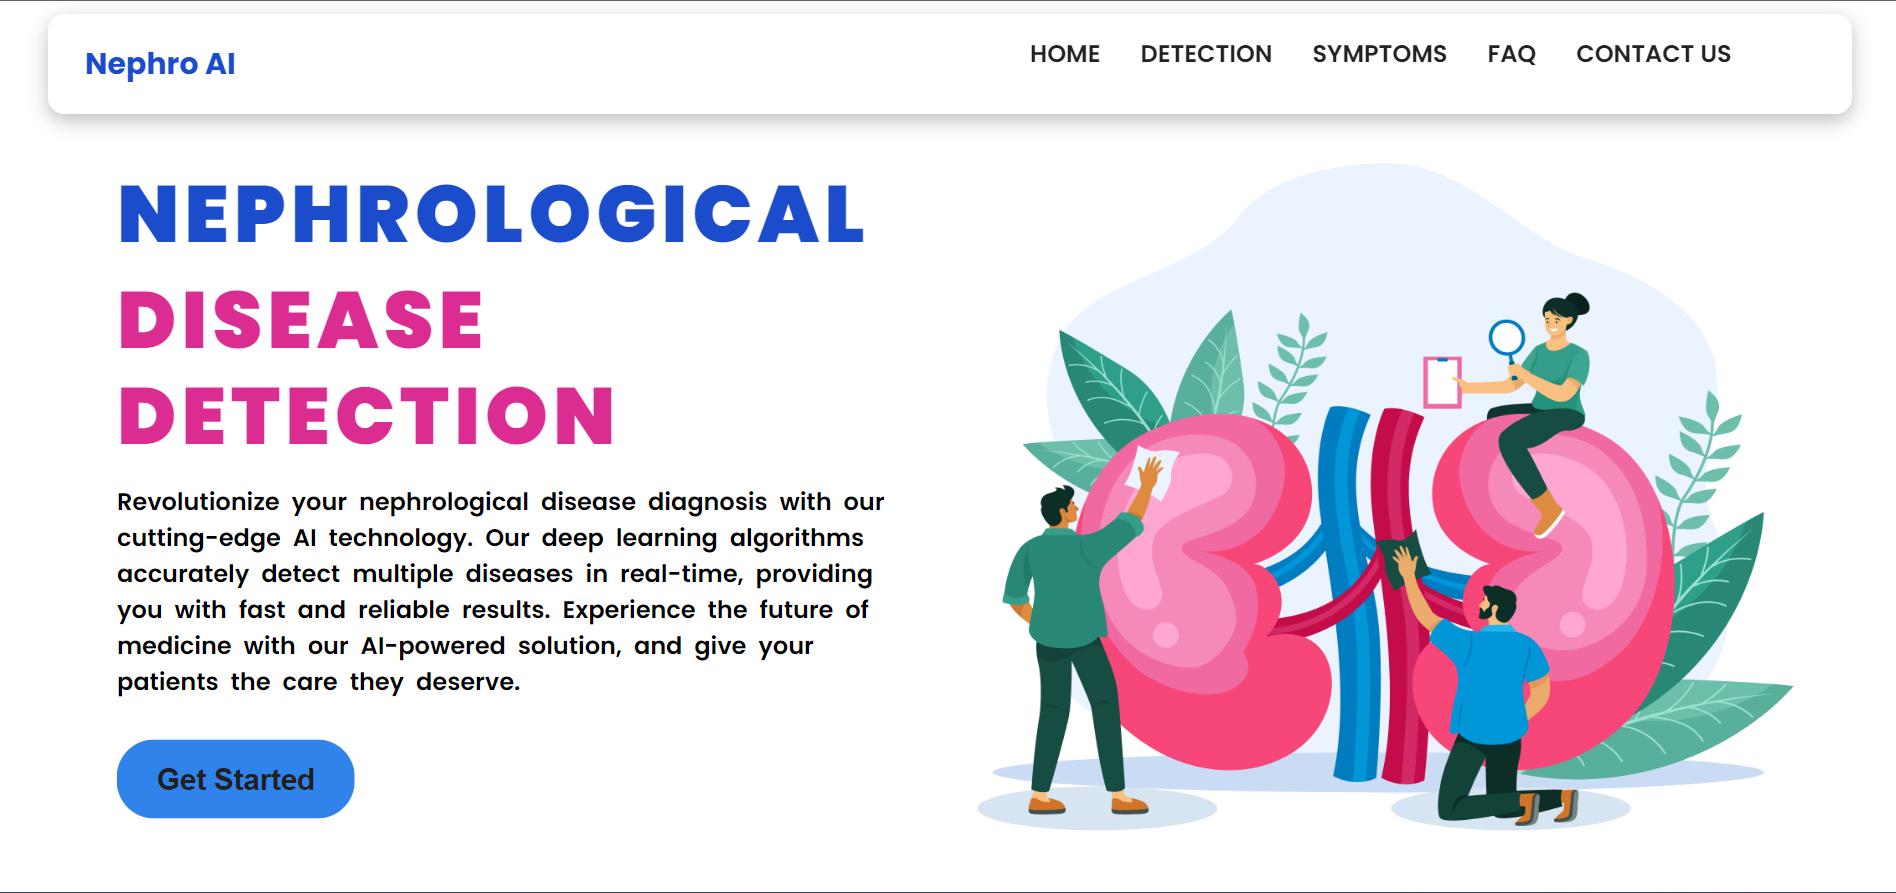 Nephro AI
HOME DETECTION SYMPTOMS FAQ CONTACT US
NEPHROLOGICAL
DISEASE
DETECTION
Revolutionize your nephrological disease diagnosis with our
cutting-edge AI technology. Our deep learning algorithms
accurately detect multiple diseases in real-time, providing
you with fast and reliable results. Experience the future of
medicine with our AI-powered solution, and give your
patients the care they deserve.
Get Started